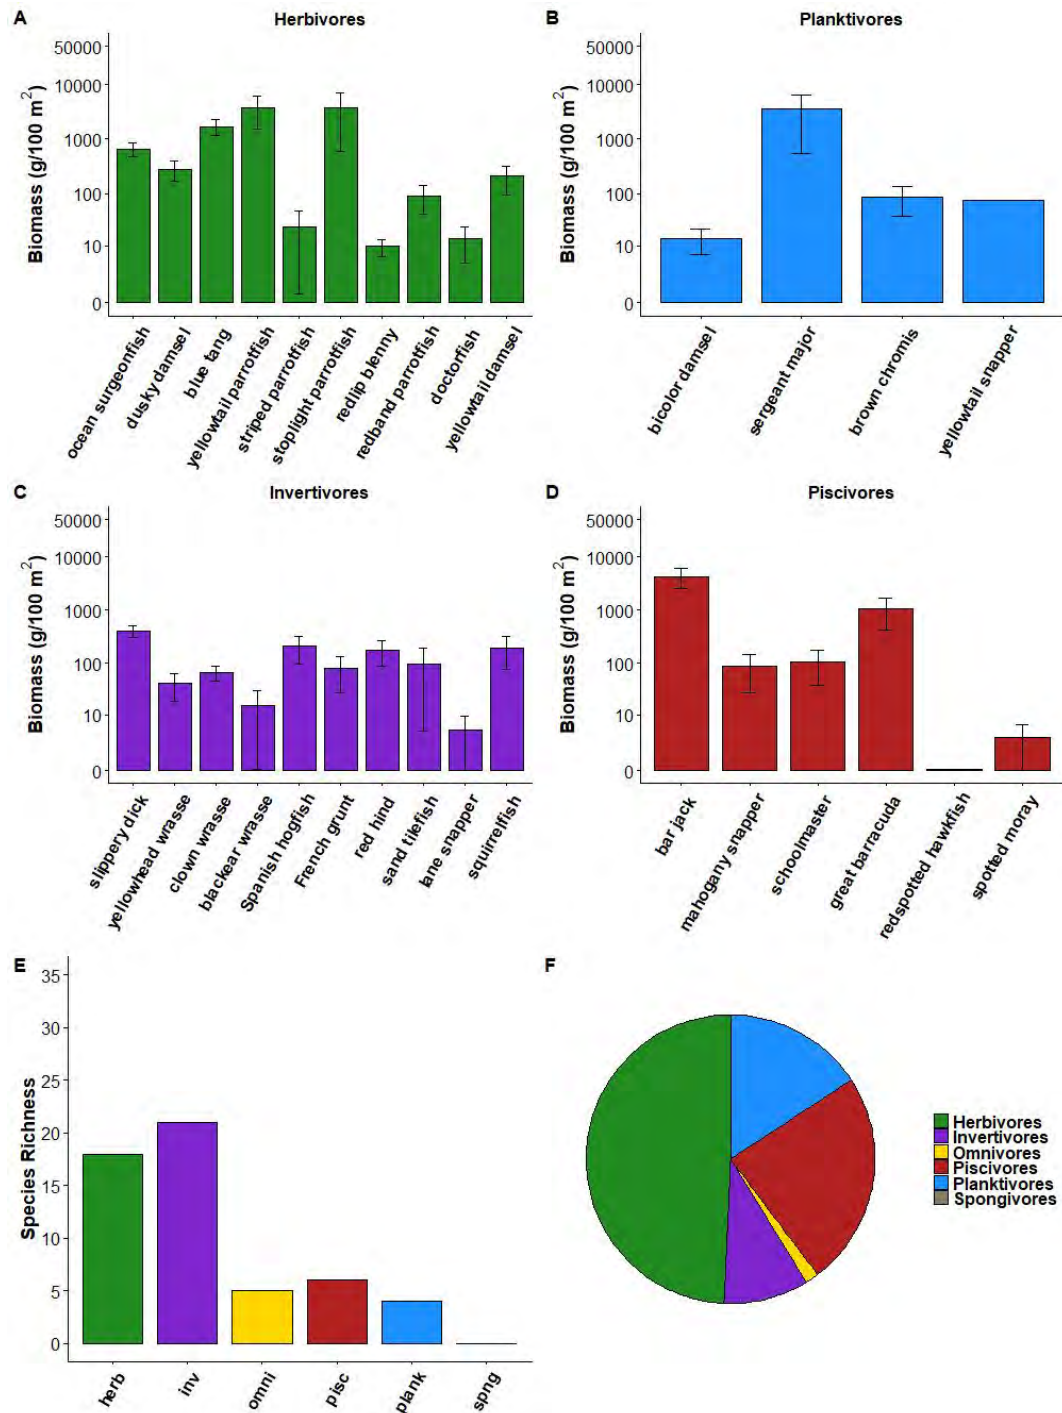 A
Herbivores
Biomass (g/100 m²)
50000
10000
1000
100
10
0
ocean surgeonfish
dusky damsel
blue tang
yellowtail parrotfish
striped parrotfish
stoplight parrotfish
redlip blenny
redband parrotfish
doctorfish
yellowtail damsel
B
Planktivores
Biomass (g/100 m²)
50000
10000
1000
100
10
0
bicolor damsel
sergeant major
brown chromis
yellowtail snapper
C
Invertivores
Biomass (g/100 m²)
50000
10000
1000
100
10
0
slippery dick
yellowhead wrasse
clown wrasse
blackear wrasse
Spanish hogfish
French grunt
red hind
sand tilefish
lane snapper
squirrelfish
D
Piscivores
Biomass (g/100 m²)
50000
10000
1000
100
10
0
bar jack
mahogany snapper
schoolmaster
great barracuda
redspotted hawkfish
spotted moray
E
Species Richness
35
30
25
20
15
10
5
0
herb
inv
omni
pisc
plank
spng
F
Herbivores
Invertivores
Omnivores
Piscivores
Planktivores
Spongivores